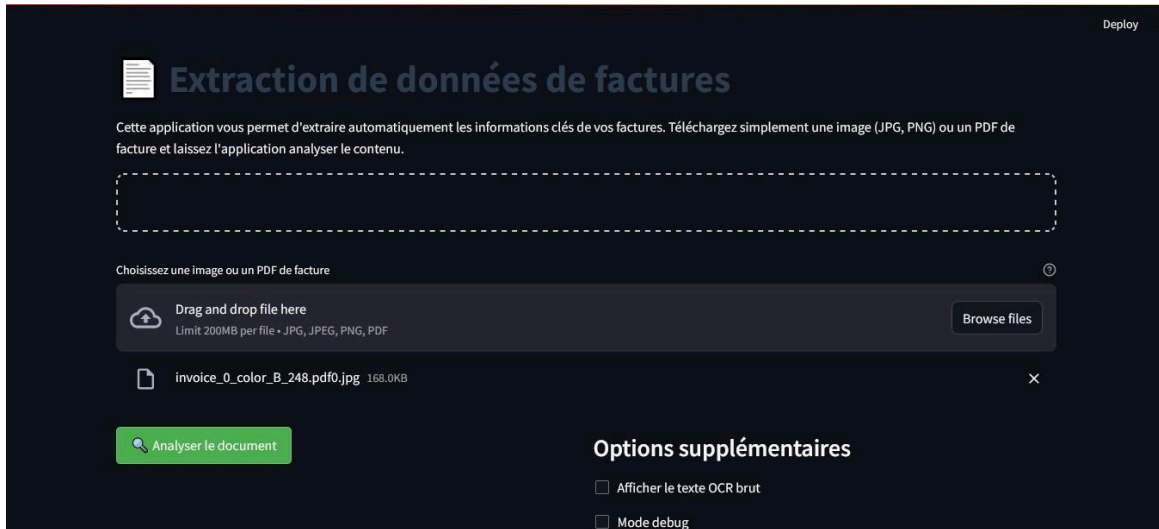 Deploy
Extraction de données de factures
Cette application vous permet d'extraire automatiquement les informations clés de vos factures. Téléchargez simplement une image (JPG, PNG) ou un PDF de
facture et laissez l'application analyser le contenu.
Choisissez une image ou un PDF de facture
Drag and drop file here
Limit 200MB per file • JPG, JPEG, PNG, PDF
Browse files
invoice_0_color_B_248.pdf0.jpg 168.0KB
Analyser le document
Options supplémentaires
Afficher le texte OCR brut
Mode debug